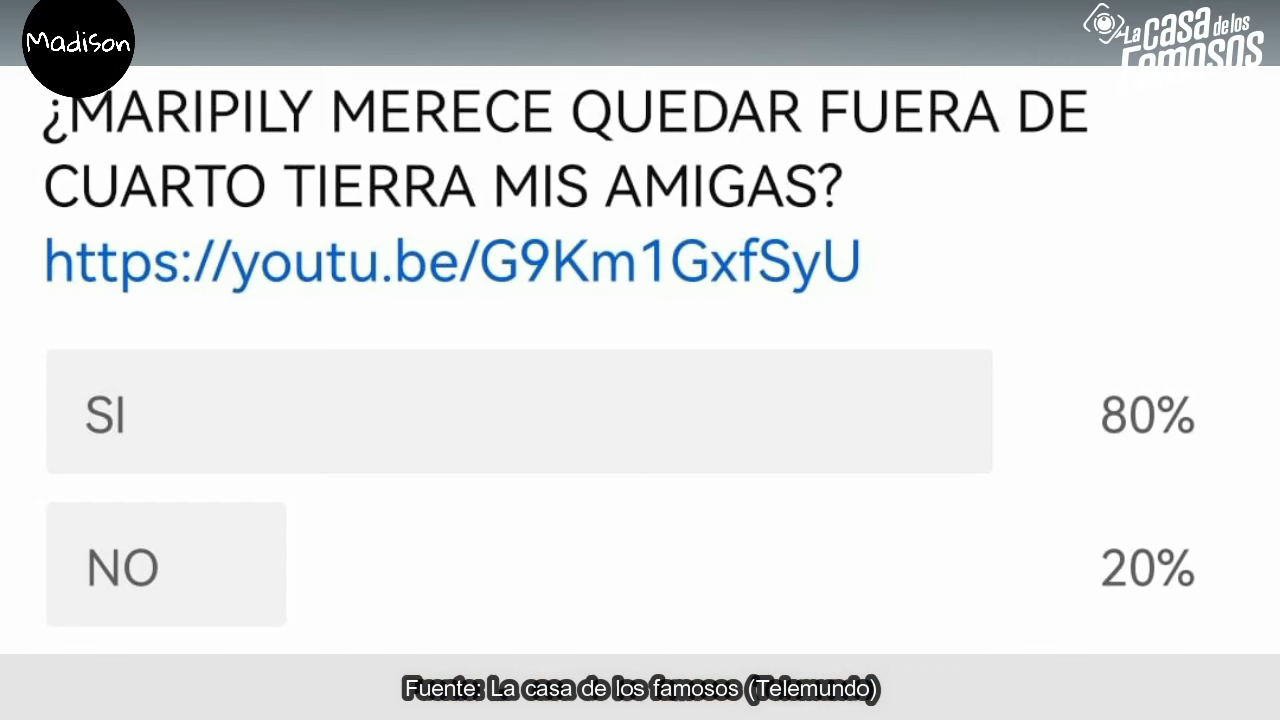 Madison
La casa de los
famosos
¿MARIPILY MERECE QUEDAR FUERA DE
CUARTO TIERRA MIS AMIGAS?
https://youtu.be/G9Km1GxfSyU
SI
80%
NO
20%
Fuente: La casa de los famosos (Telemundo)